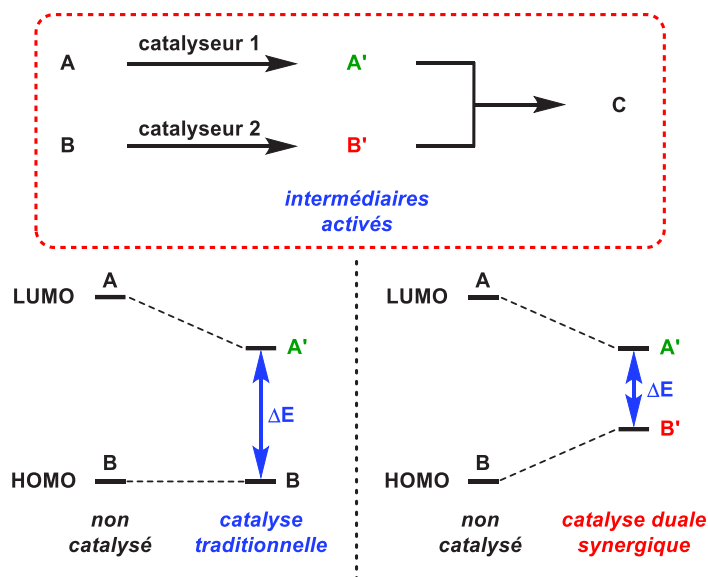 catalyseur 1
A
A'
C
catalyseur 2
B
B'
intermédiaires
activés
A
LUMO
A'
ΔE
B
HOMO
B
non
catalysé
catalyse
traditionnelle
A
LUMO
A'
ΔE
B'
B
HOMO
non
catalysé
catalyse duale
synergique